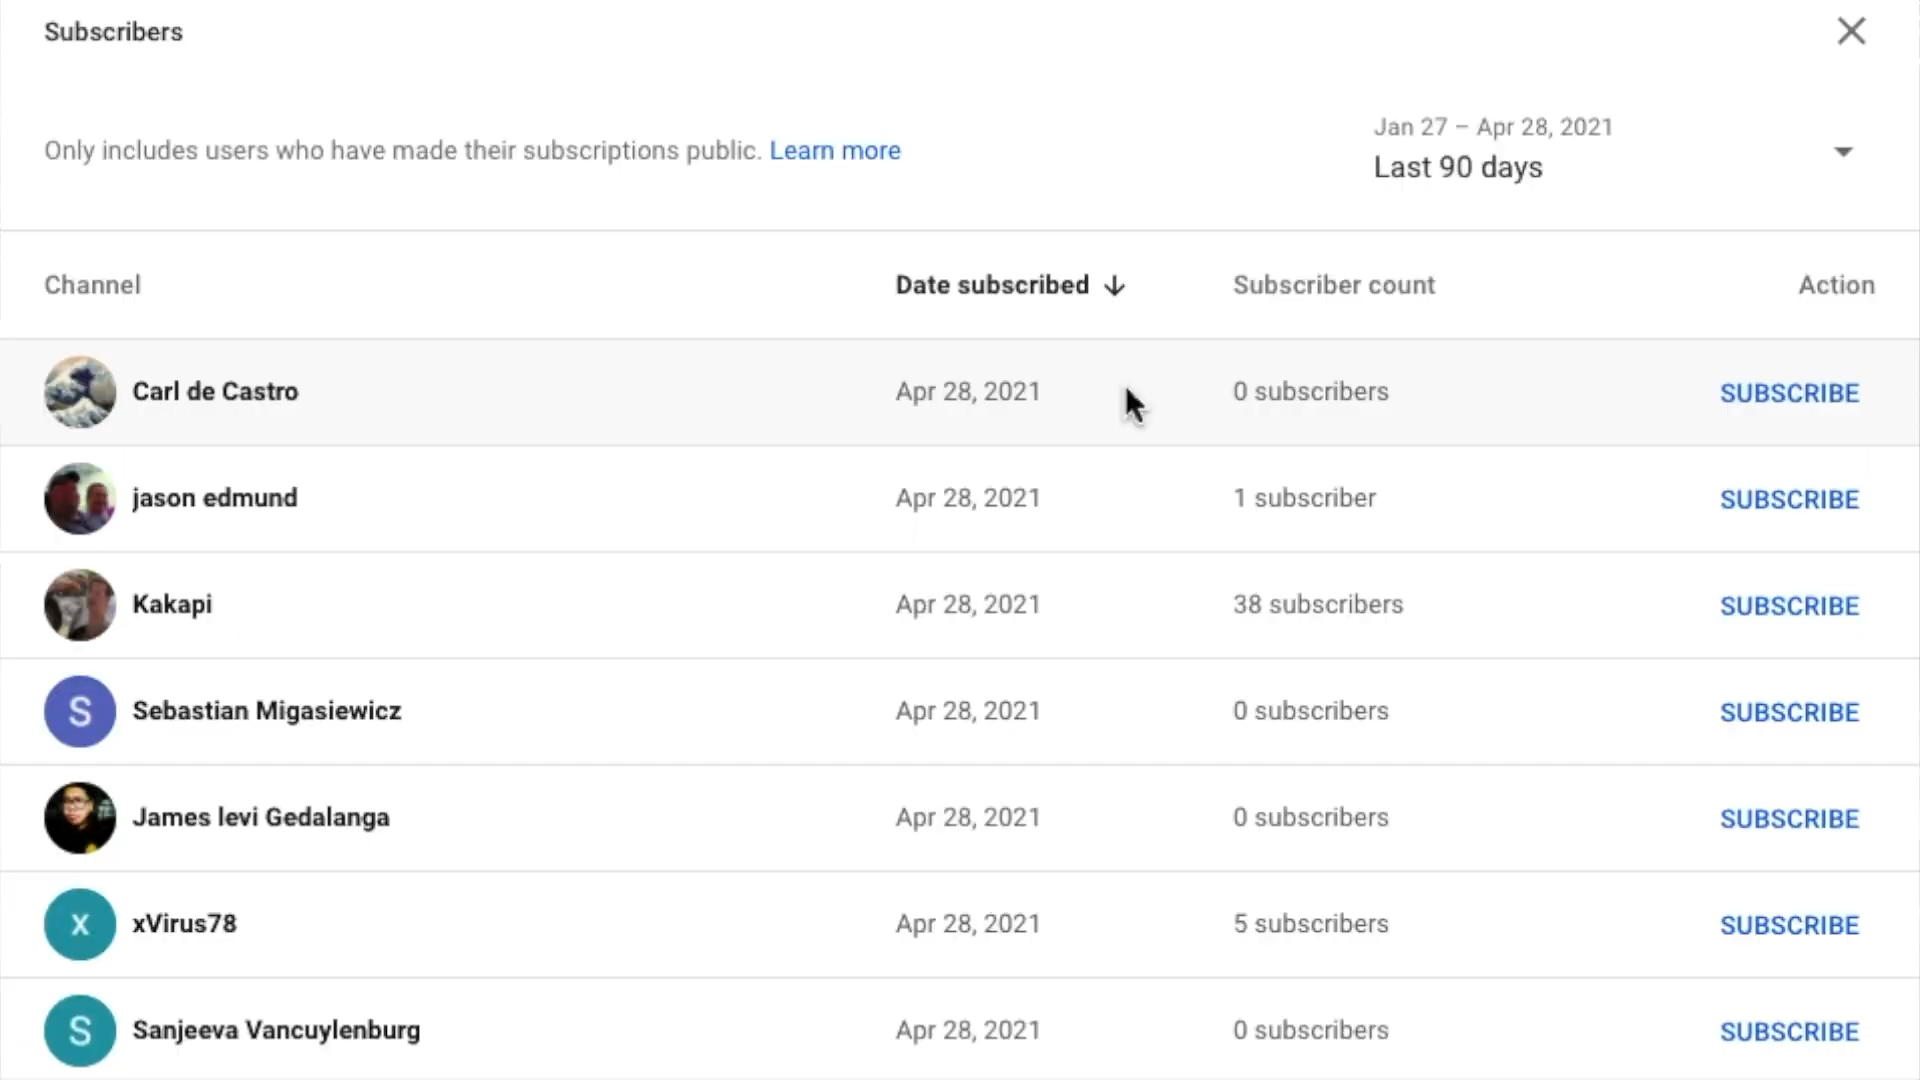 Subscribers
Only includes users who have made their subscriptions public. Learn more
Jan 27 – Apr 28, 2021
Last 90 days
Channel Date subscribed Subscriber count Action
Carl de Castro Apr 28, 2021 0 subscribers SUBSCRIBE
jason edmund Apr 28, 2021 1 subscriber SUBSCRIBE
Kakapi Apr 28, 2021 38 subscribers SUBSCRIBE
S Sebastian Migasiewicz Apr 28, 2021 0 subscribers SUBSCRIBE
James levi Gedalanga Apr 28, 2021 0 subscribers SUBSCRIBE
x xVirus78 Apr 28, 2021 5 subscribers SUBSCRIBE
S Sanjeeva Vancuylenburg Apr 28, 2021 0 subscribers SUBSCRIBE